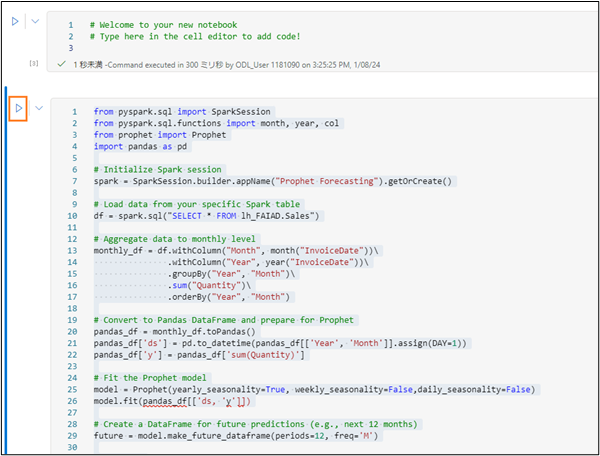 1 # Welcome to your new notebook
2 # Type here in the cell editor to add code!
3
[3] 1 秒未満 -Command executed in 300 ミリ秒 by ODL_User 1181090 on 3:25:25 PM, 1/08/24
1 from pyspark.sql import SparkSession
2 from pyspark.sql.functions import month, year, col
3 from prophet import Prophet
4 import pandas as pd
5
6 # Initialize Spark session
7 spark = SparkSession.builder.appName("Prophet Forecasting").getOrCreate()
8
9 # Load data from your specific Spark table
10 df = spark.sql("SELECT * FROM lh_FAIAD.Sales")
11
12 # Aggregate data to monthly level
13 monthly_df = df.withColumn("Month", month("InvoiceDate"))\
14 .withColumn("Year", year("InvoiceDate"))\
15 .groupBy("Year", "Month")\
16 .sum("Quantity")\
17 .orderBy("Year", "Month")
18
19 # Convert to Pandas DataFrame and prepare for Prophet
20 pandas_df = monthly_df.toPandas()
21 pandas_df['ds'] = pd.to_datetime(pandas_df[['Year', 'Month']].assign(DAY=1))
22 pandas_df['y'] = pandas_df['sum(Quantity)']
23
24 # Fit the Prophet model
25 model = Prophet(yearly_seasonality=True, weekly_seasonality=False,daily_seasonality=False)
26 model.fit(pandas_df[['ds, 'y']])
27
28 # Create a DataFrame for future predictions (e.g., next 12 months)
29 future = model.make_future_dataframe(periods=12, freq='M')
30